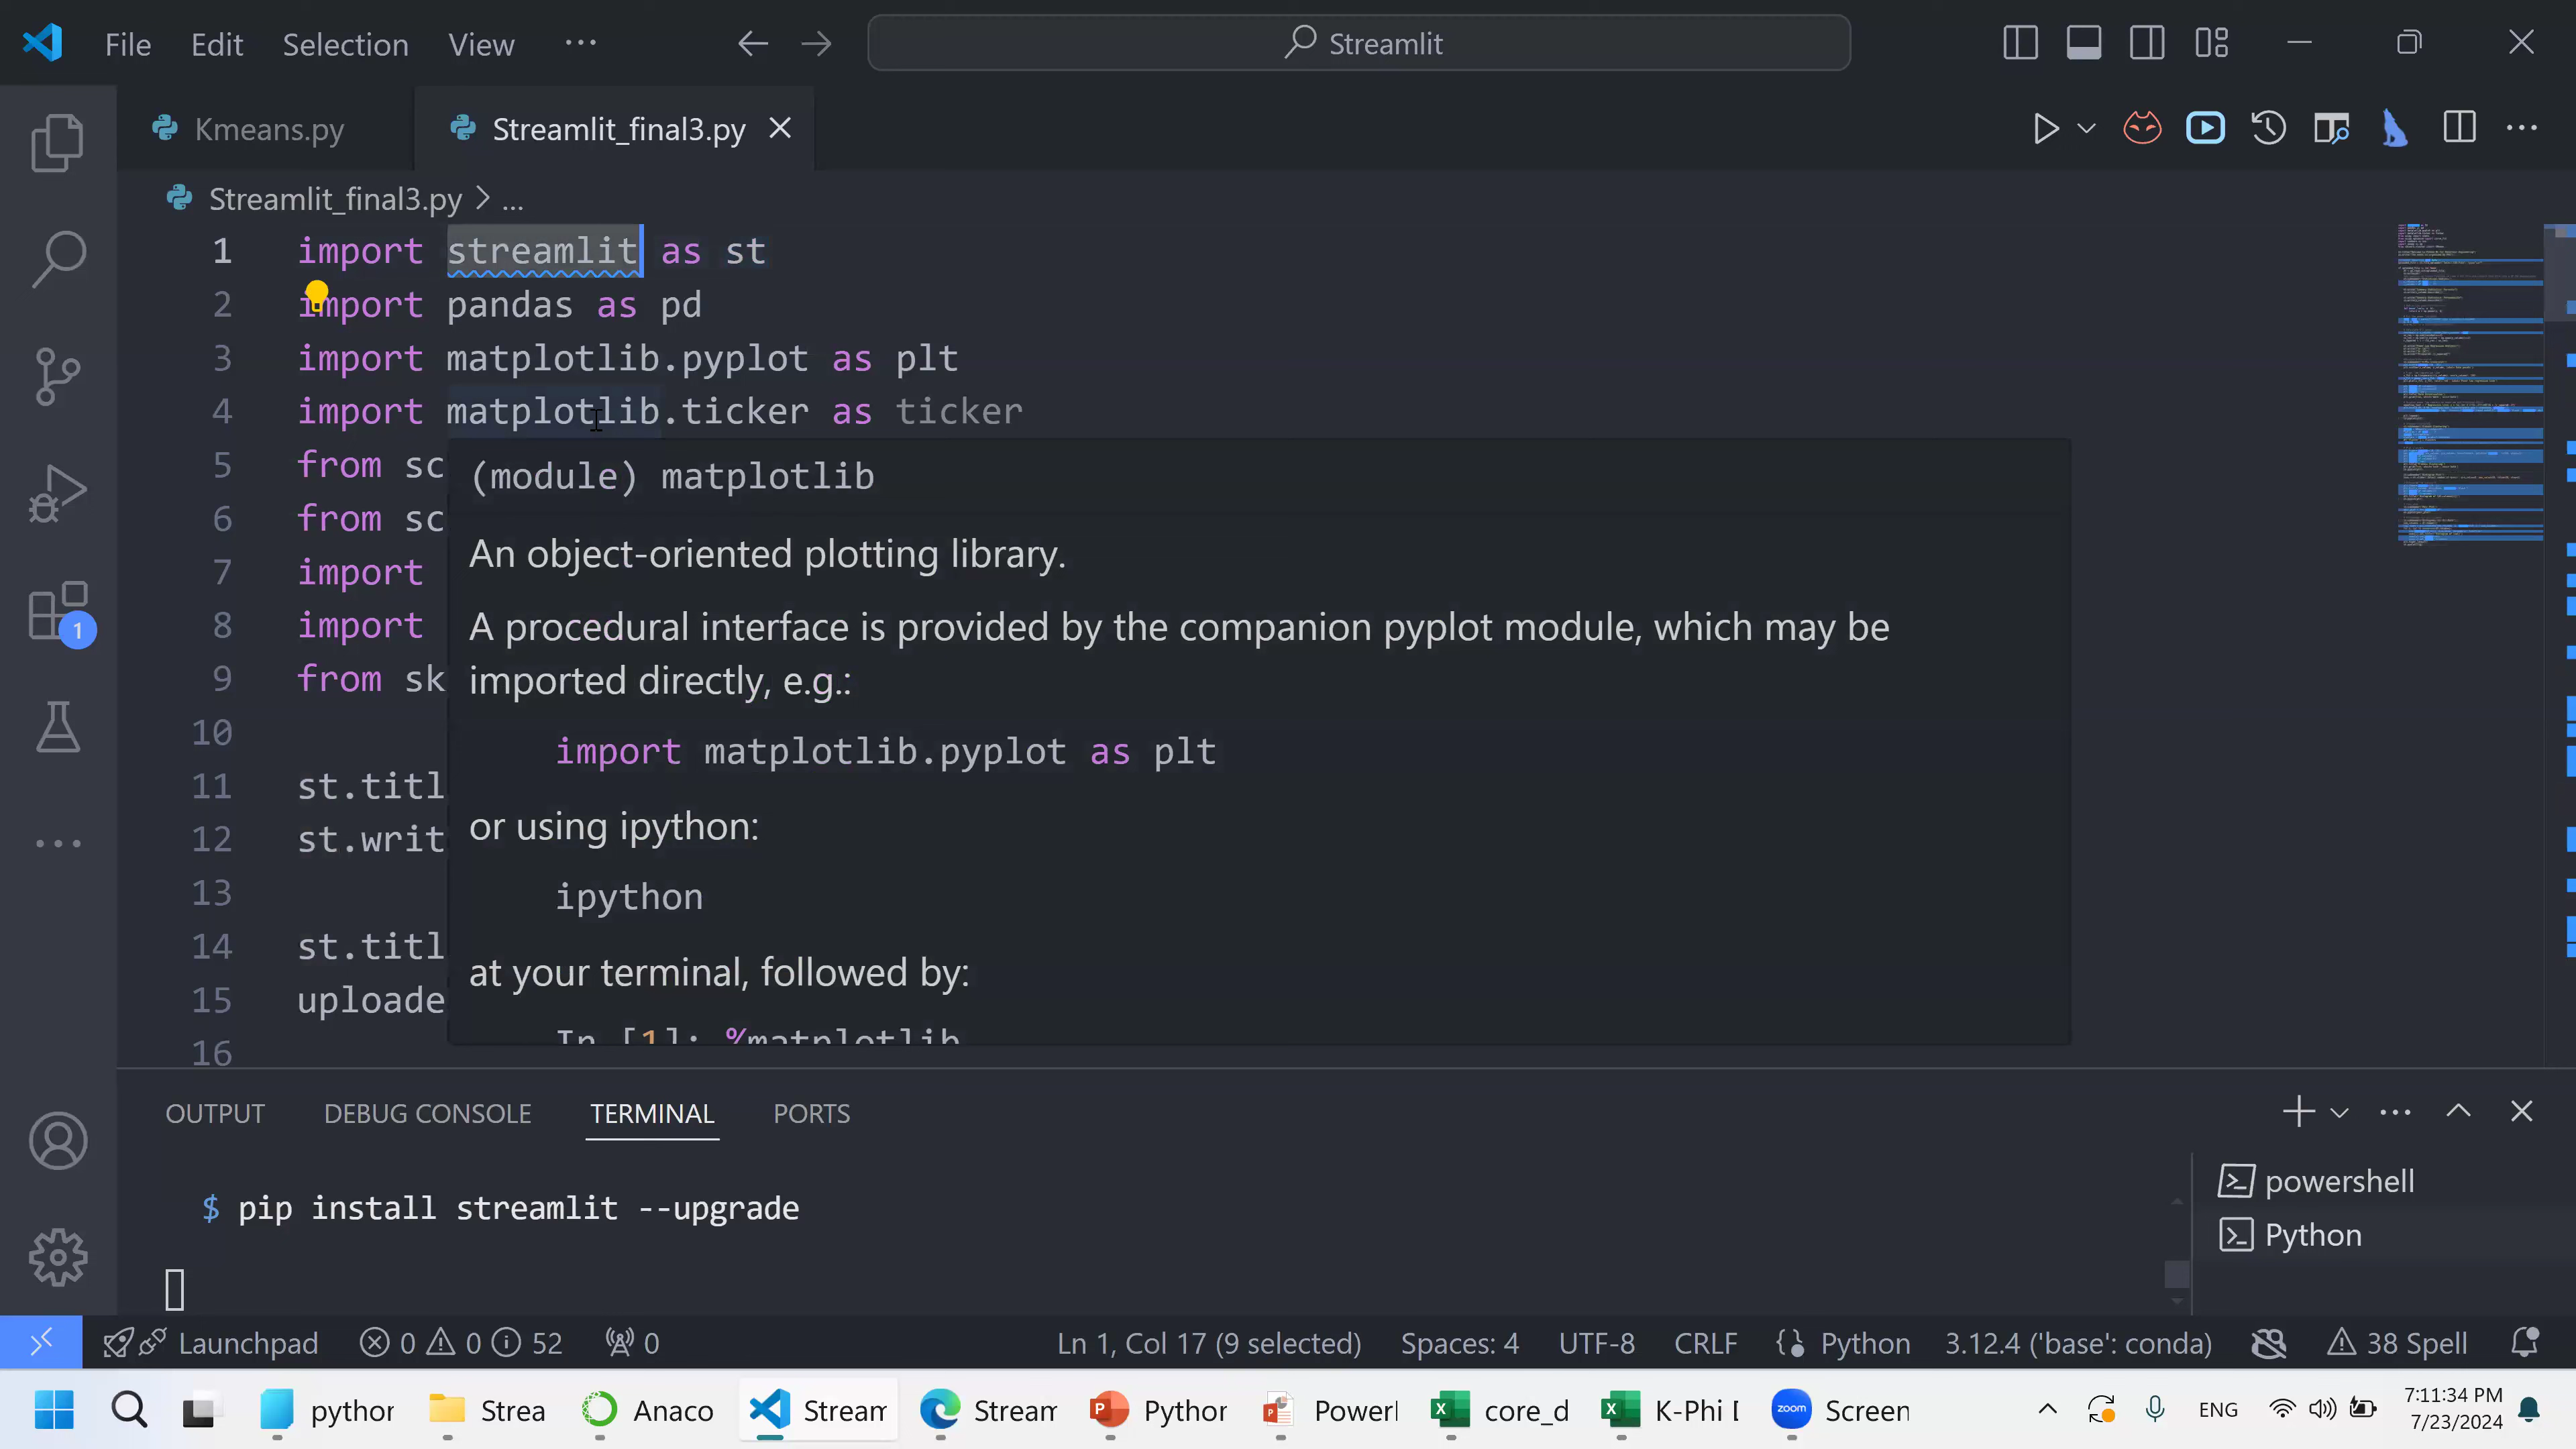 File Edit Selection View ... Streamlit
Kmeans.py Streamlit_final3.py
Streamlit_final3.py > ...
1 import streamlit as st
2 import pandas as pd
3 import matplotlib.pyplot as plt
4 import matplotlib.ticker as ticker
5 from sc
6 from sc
7 import
8 import
9 from sk
10
11 st.titl
12 st.writ
13
14 st.titl
15 uploade
16
(module) matplotlib
An object-oriented plotting library.
A procedural interface is provided by the companion pyplot module, which may be
imported directly, e.g.:
import matplotlib.pyplot as plt
or using ipython:
ipython
at your terminal, followed by:
In [1]: %matplotlib
1
OUTPUT DEBUG CONSOLE TERMINAL PORTS
$ pip install streamlit --upgrade
powershell
Python
Launchpad 0 0 52 0 Ln 1, Col 17 (9 selected) Spaces: 4 UTF-8 CRLF Python 3.12.4 ('base': conda) 38 Spell
pythor Strea Anaco Stream Stream Pythor Power core_d K-Phi Screen ENG 7:11:34 PM
7/23/2024